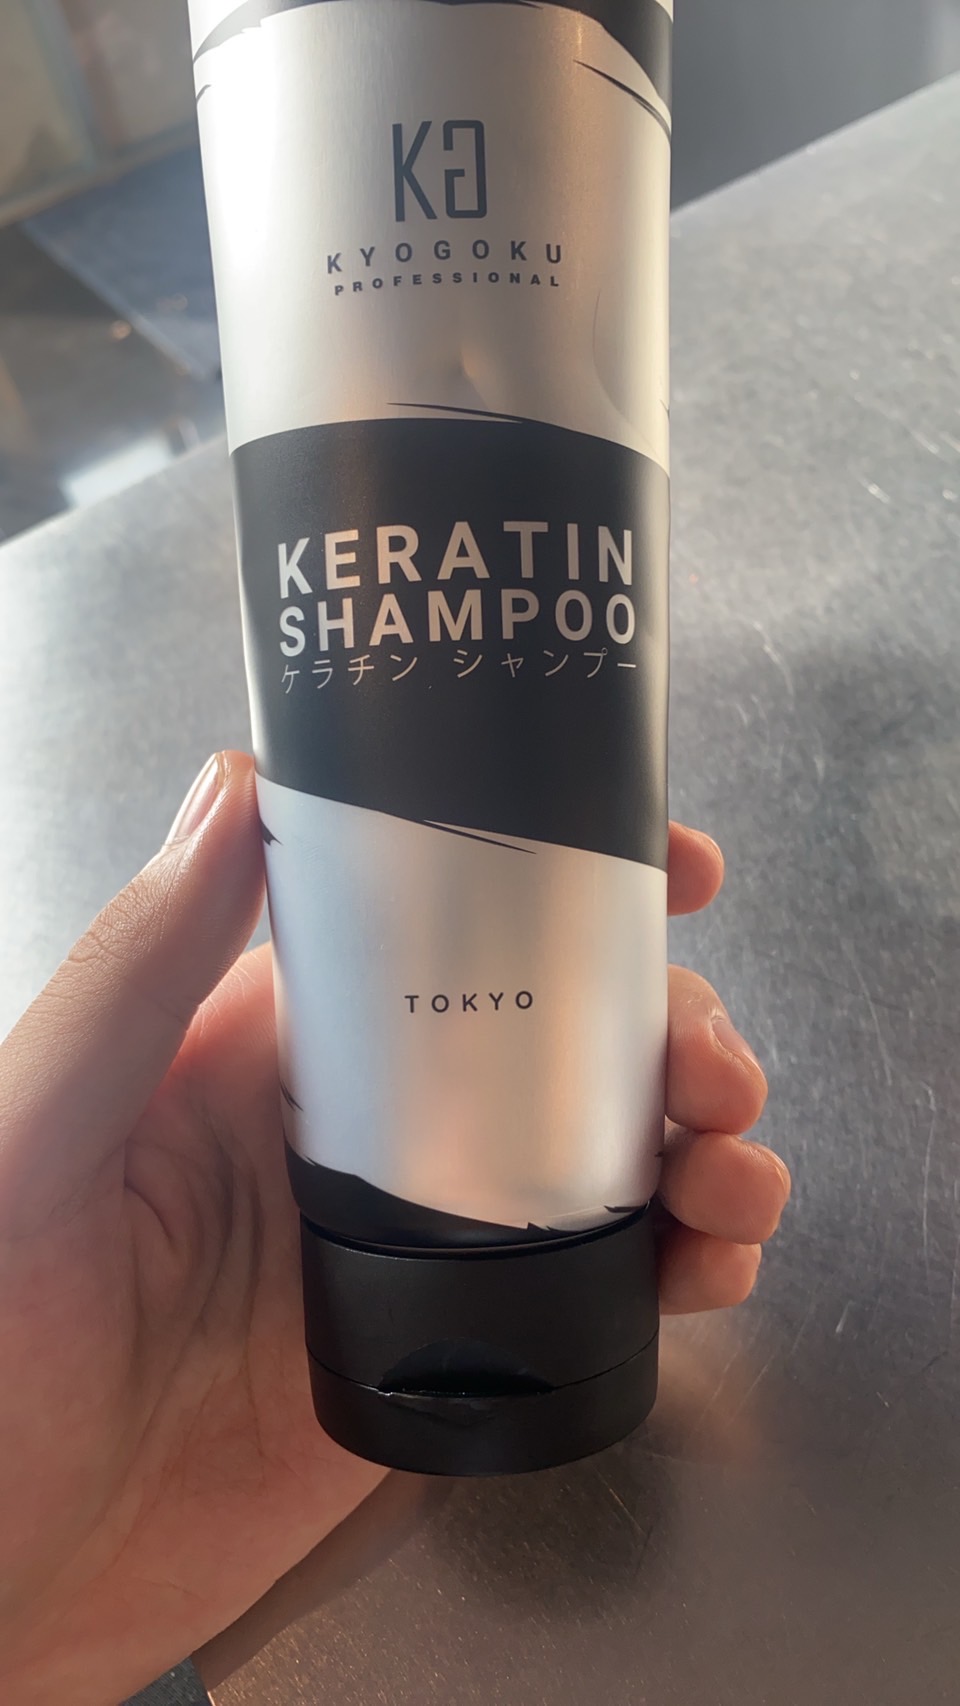 KG
KYOGOKU
PROFESSIONAL
KERATIN
SHAMPOO
ケラチン シャンプー
TOKYO